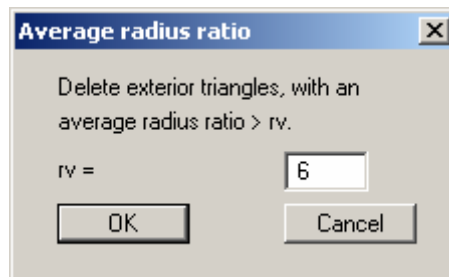 Average radius ratio
Delete exterior triangles, with an
average radius ratio > rv.
rv = 6
OK Cancel